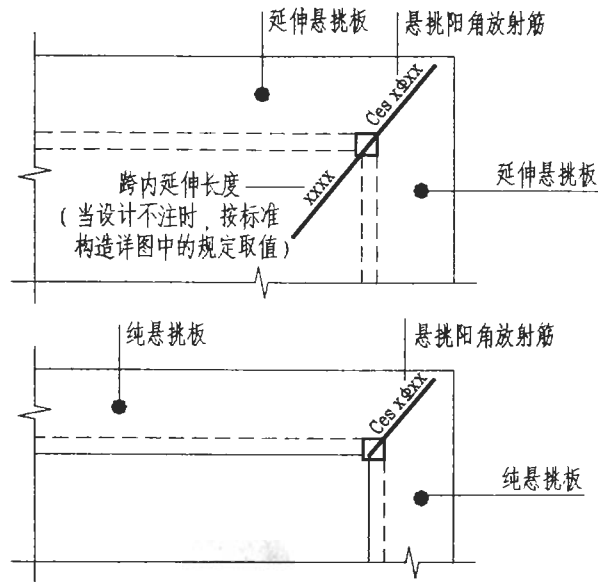 延伸悬挑板
悬挑阳角放射筋
Ces xΦxx
跨内延伸长度
xxxx
(当设计不注时,按标准
构造详图中的规定取值)
延伸悬挑板
纯悬挑板
悬挑阳角放射筋
Ces xΦxx
纯悬挑板